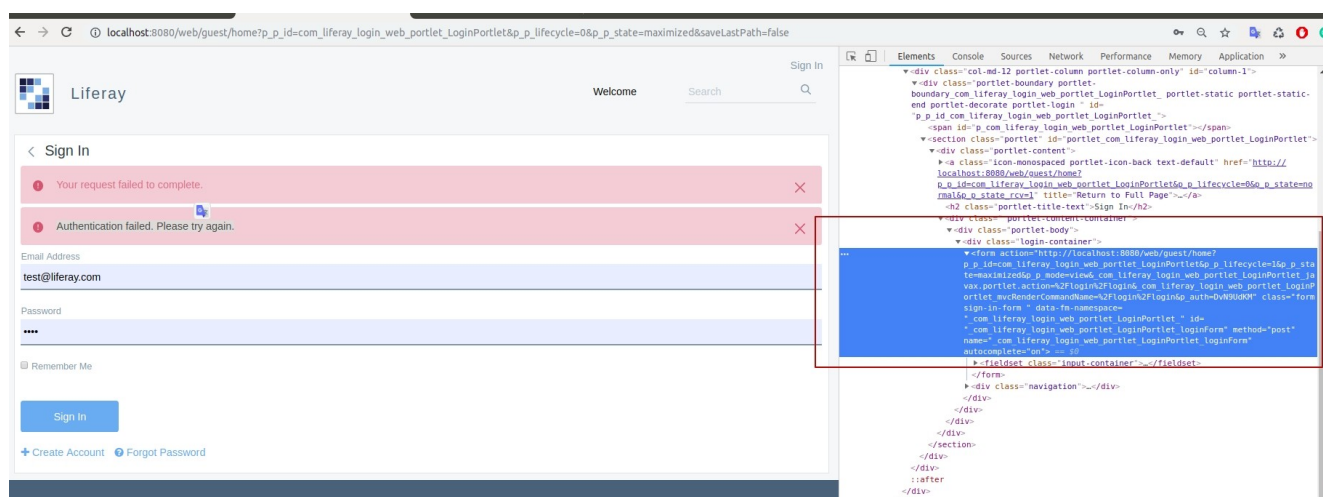 localhost:8080/web/guest/home?p_p_id=com_liferay_login_web_portlet_LoginPortlet&p_p_lifecycle=0&p_p_state=maximized&saveLastPath=false
Sign In
Liferay
Welcome
Search
Sign In
Your request failed to complete.
Authentication failed. Please try again.
Email Address
test@liferay.com
Password
••••
Remember Me
Sign In
Create Account
Forgot Password
Elements Console Sources Network Performance Memory Application »
▼<div class="col-md-12 portlet-column portlet-column-only" id="column-1">
▼<div class="portlet-boundary portlet-
boundary_com_liferay_login_web_portlet_LoginPortlet_ portlet-static portlet-static-
end portlet-decorate portlet-login " id=
"p_p_id_com_liferay_login_web_portlet_LoginPortlet_">
<span id="p_com_liferay_login_web_portlet_LoginPortlet"></span>
▼<section class="portlet" id="portlet_com_liferay_login_web_portlet_LoginPortlet">
▼<div class="portlet-content">
▶<a class="icon-monospaced portlet-icon-back text-default" href="http://
localhost:8080/web/guest/home?
p_p_id=com_liferay_login_web_portlet_LoginPortlet&p_p_lifecycle=0&p_p_state=no
rmal&p_p_state_rcv=1" title="Return to Full Page">…</a>
<h2 class="portlet-title-text">Sign In</h2>
▼<div class=" portlet-content-container">
▼<div class="portlet-body">
▼<div class="login-container">
… ▼<form action="http://localhost:8080/web/guest/home?
p_p_id=com_liferay_login_web_portlet_LoginPortlet&p_p_lifecycle=1&p_p_sta
te=maximized&p_p_mode=view&_com_liferay_login_web_portlet_LoginPortlet_ja
vax.portlet.action=%2Flogin%2Flogin&_com_liferay_login_web_portlet_LoginP
ortlet_mvcRenderCommandName=%2Flogin%2Flogin&p_auth=DvN9UdKM" class="form
sign-in-form " data-fm-namespace=
"_com_liferay_login_web_portlet_LoginPortlet_" id=
"_com_liferay_login_web_portlet_LoginPortlet_loginForm" method="post"
name="_com_liferay_login_web_portlet_LoginPortlet_loginForm"
autocomplete="on"> == $0
▶<fieldset class="input-container">…</fieldset>
</form>
▶<div class="navigation">…</div>
</div>
</div>
</div>
</div>
</section>
</div>
</div>
::after
</div>